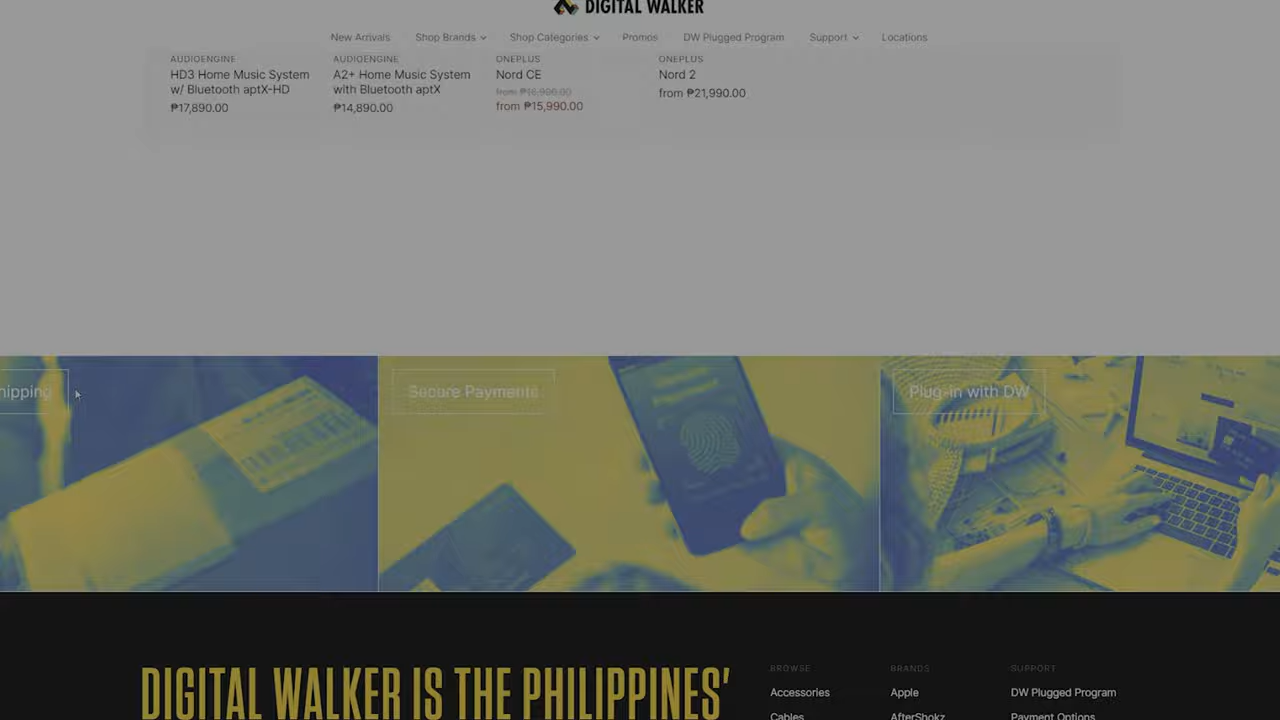 DIGITAL WALKER
New Arrivals Shop Brands Shop Categories Promos DW Plugged Program Support Locations
AUDIOENGINE
HD3 Home Music System
w/ Bluetooth aptX-HD
₱17,890.00
AUDIOENGINE
A2+ Home Music System
with Bluetooth aptX
₱14,890.00
ONEPLUS
Nord CE
from ₱18,990.00
from ₱15,990.00
ONEPLUS
Nord 2
from ₱21,990.00
hipping
Secure Payments
Plug-in with DW
DIGITAL WALKER IS THE PHILIPPINES'
BROWSE
Accessories
Cables
BRANDS
Apple
AfterShokz
SUPPORT
DW Plugged Program
Payment Options